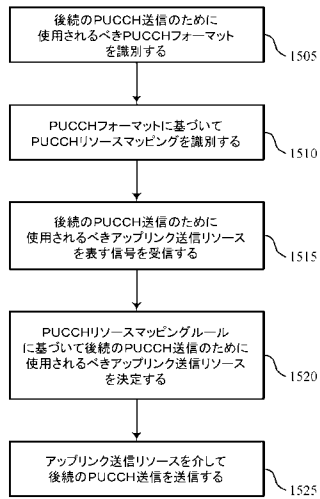 後続のPUCCH送信のために
使用されるべきPUCCHフォーマット
を識別する
1505
PUCCHフォーマットに基づいて
PUCCHリソースマッピングを識別する
1510
後続のPUCCH送信のために
使用されるべきアップリンク送信リソース
を表す信号を受信する
1515
PUCCHリソースマッピングルール
に基づいて後続のPUCCH送信のために
使用されるべきアップリンク送信リソース
を決定する
1520
アップリンク送信リソースを介して
後続のPUCCH送信を送信する
1525